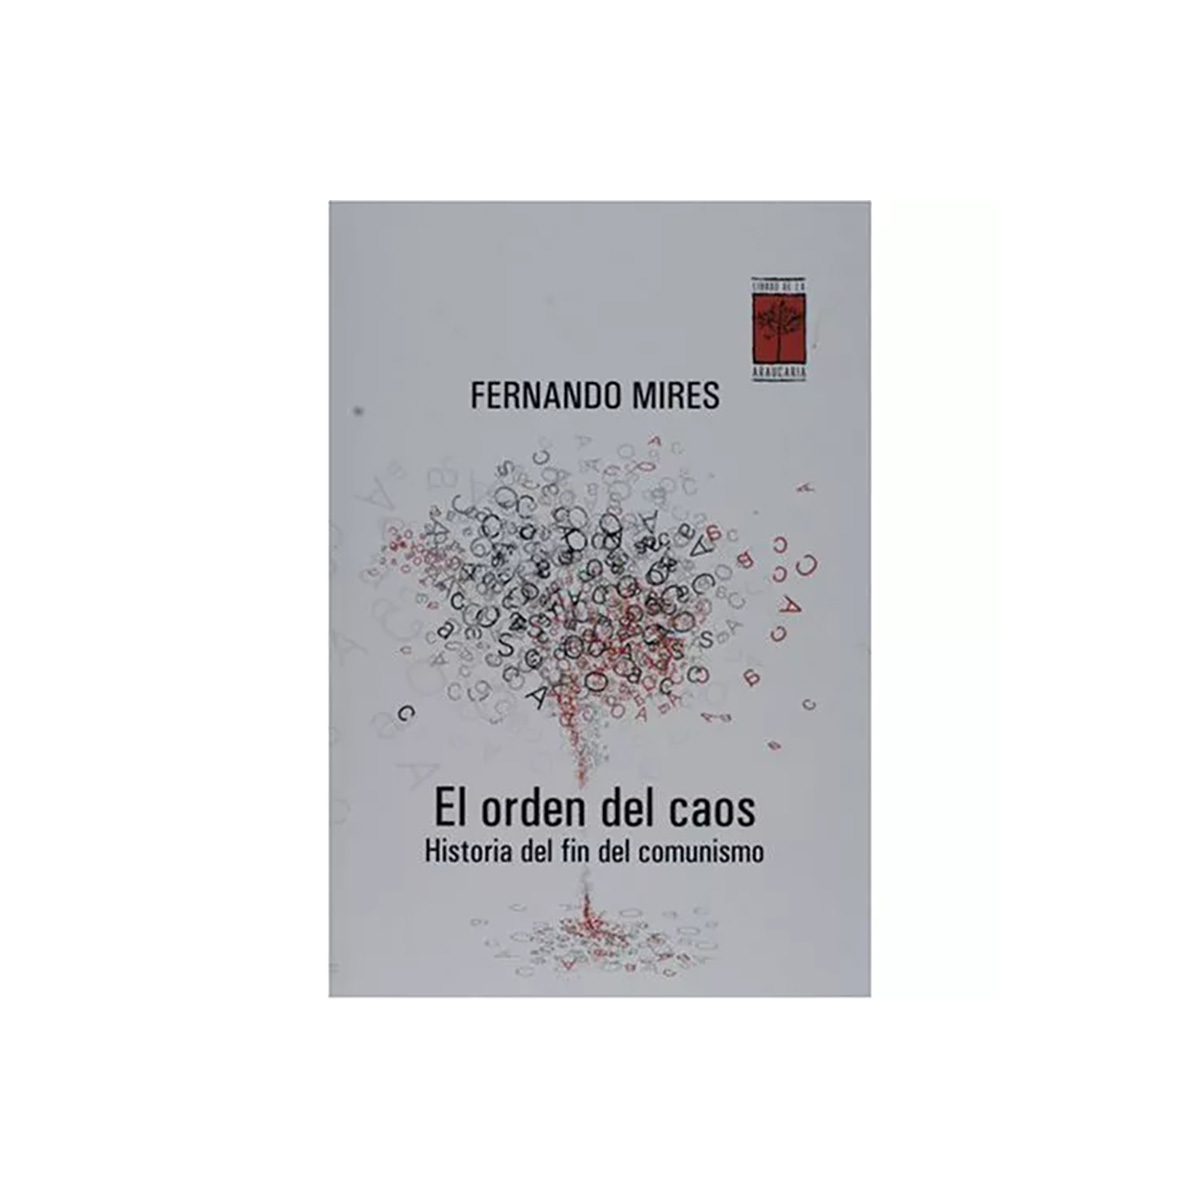 LIBROS DE LA
ARAUCARIA
FERNANDO MIRES
El orden del caos
Historia del fin del comunismo